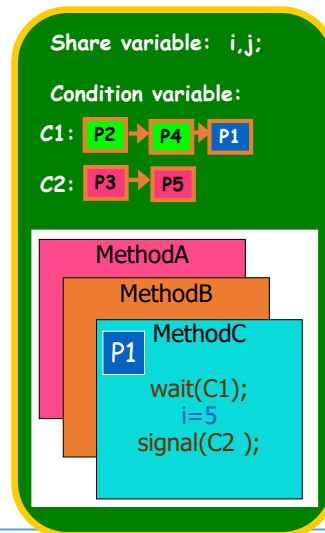 Share variable: i,j;
Condition variable:
C1: P2 P4 P1
C2: P3 P5
MethodA
MethodB
MethodC
P1
wait(C1);
i=5
signal(C2 );